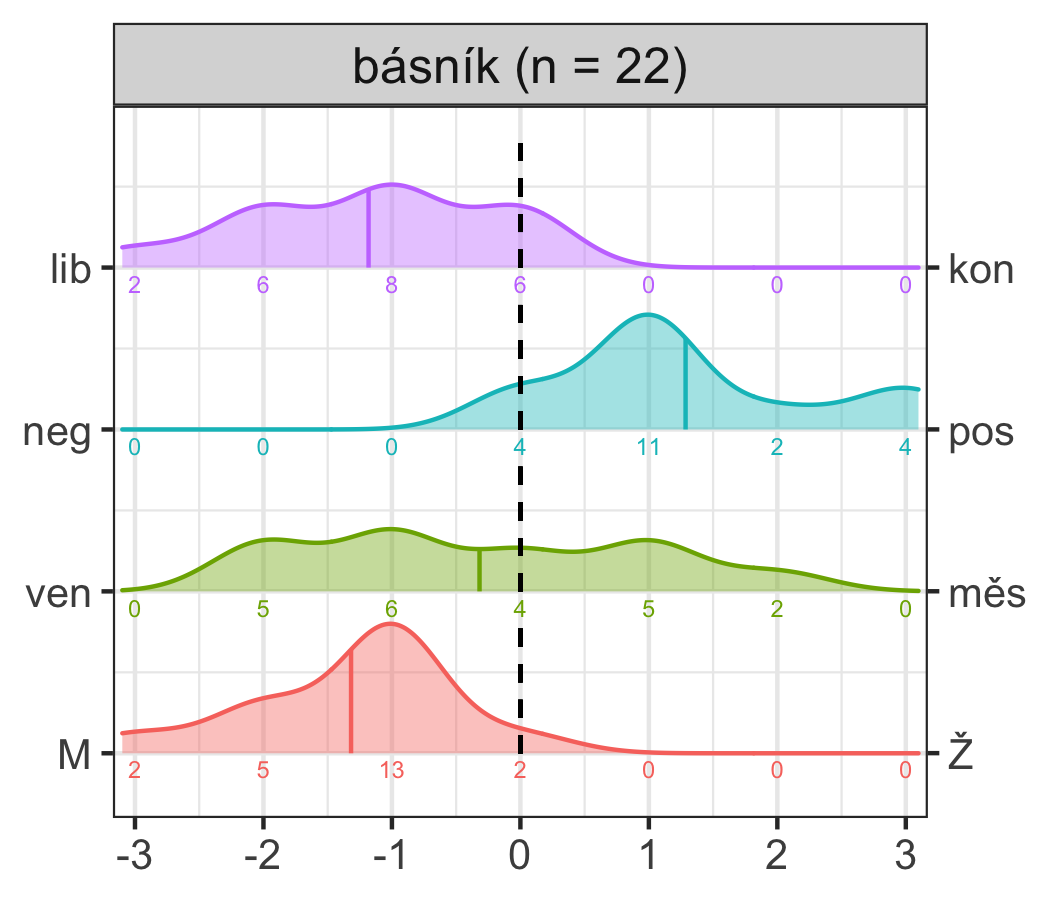 básník (n = 22)
lib kon
2 6 8 6 0 0 0
neg pos
0 0 0 4 11 2 4
ven měs
0 5 6 4 5 2 0
M Ž
2 5 13 2 0 0 0
-3 -2 -1 0 1 2 3